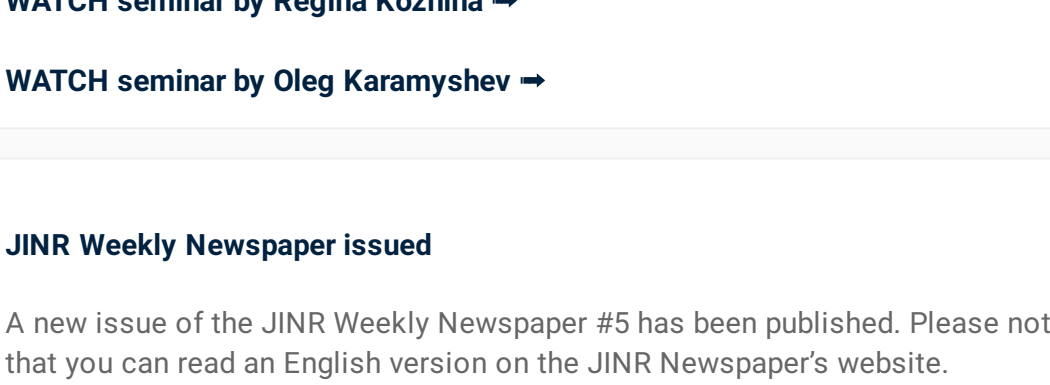 WATCH seminar by Regina Kozhina ➞
WATCH seminar by Oleg Karamyshev ➞
JINR Weekly Newspaper issued
A new issue of the JINR Weekly Newspaper #5 has been published. Please not
that you can read an English version on the JINR Newspaper’s website.